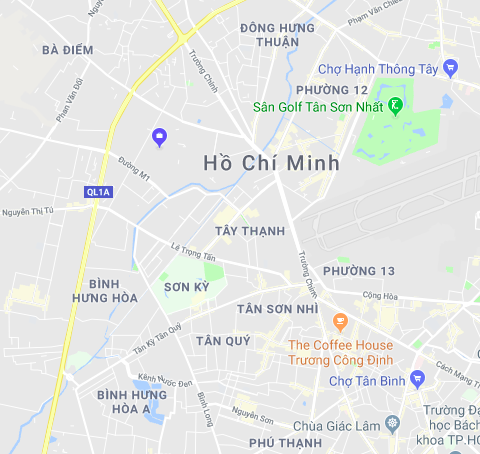 Phạm Văn Chiêu
ĐÔNG HƯNG
THUẬN
BÀ ĐIỂM
Trường Chinh
Chợ Hạnh Thông Tây
Phan Văn Đối
PHƯỜNG 12
Sân Golf Tân Sơn Nhất
Hồ Chí Minh
Đường M1
QL1A
Nguyễn Thị Tú
TÂY THẠNH
Lê Trọng Tấn
Trường Chinh
PHƯỜNG 13
BÌNH
HƯNG HÒA
SƠN KỲ
Cộng Hòa
TÂN SƠN NHÌ
Tân Kỳ Tân Quý
TÂN QUÝ
The Coffee House
Trương Công Định
Cách Mạng Th
Kênh Nước Đen
Chợ Tân Bình
BÌNH HƯNG
HÒA A
Bình Long
Nguyễn Sơn
Chùa Giác Lâm
Trường Đạ
học Bách
khoa TP.HC
PHÚ THẠNH